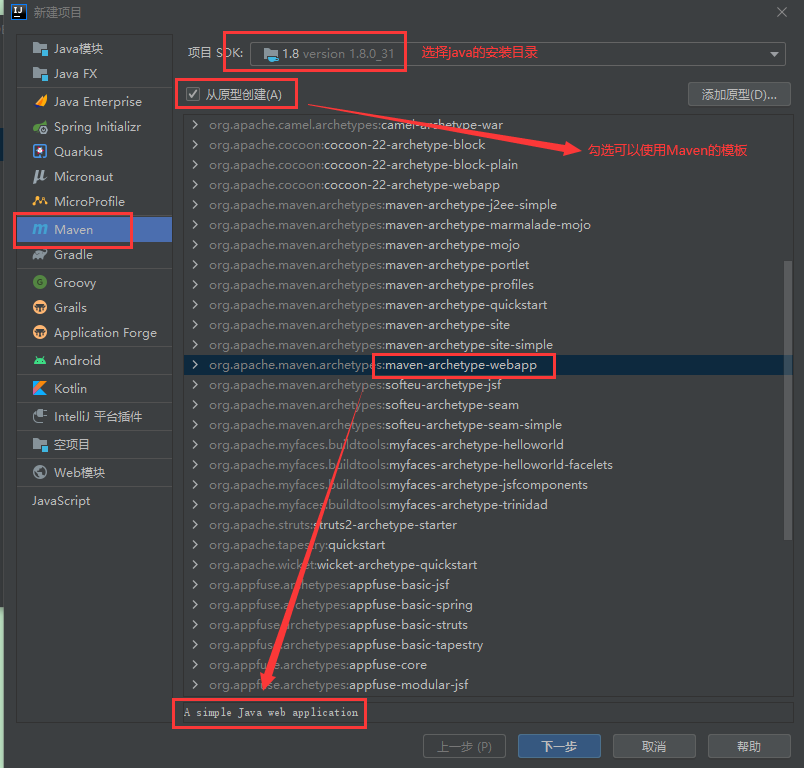 新建项目
Java模块
Java FX
Java Enterprise
Spring Initializr
Quarkus
Micronaut
MicroProfile
Maven
Gradle
Groovy
Grails
Application Forge
Android
Kotlin
IntelliJ 平台插件
空项目
Web模块
JavaScript
项目 SDK: 1.8 version 1.8.0_31 选择java的安装目录
从原型创建(A) 添加原型(D)...
org.apache.camel.archetypes:camel-archetype-war
org.apache.cocoon:cocoon-22-archetype-block
勾选可以使用Maven的模板
org.apache.cocoon:cocoon-22-archetype-block-plain
org.apache.cocoon:cocoon-22-archetype-webapp
org.apache.maven.archetypes:maven-archetype-j2ee-simple
org.apache.maven.archetypes:maven-archetype-marmalade-mojo
org.apache.maven.archetypes:maven-archetype-mojo
org.apache.maven.archetypes:maven-archetype-portlet
org.apache.maven.archetypes:maven-archetype-profiles
org.apache.maven.archetypes:maven-archetype-quickstart
org.apache.maven.archetypes:maven-archetype-site
org.apache.maven.archetypes:maven-archetype-site-simple
org.apache.maven.archetypes:maven-archetype-webapp
org.apache.maven.archetypes:softeu-archetype-jsf
org.apache.maven.archetypes:softeu-archetype-seam
org.apache.maven.archetypes:softeu-archetype-seam-simple
org.apache.myfaces.buildtools:myfaces-archetype-helloworld
org.apache.myfaces.buildtools:myfaces-archetype-helloworld-facelets
org.apache.myfaces.buildtools:myfaces-archetype-jsfcomponents
org.apache.myfaces.buildtools:myfaces-archetype-trinidad
org.apache.struts:struts2-archetype-starter
org.apache.tapestry:quickstart
org.apache.wicket:wicket-archetype-quickstart
org.appfuse.archetypes:appfuse-basic-jsf
org.appfuse.archetypes:appfuse-basic-spring
org.appfuse.archetypes:appfuse-basic-struts
org.appfuse.archetypes:appfuse-basic-tapestry
org.appfuse.archetypes:appfuse-core
org.appfuse.archetypes:appfuse-modular-jsf
A simple Java web application
上一步 (P) 下一步 取消 帮助